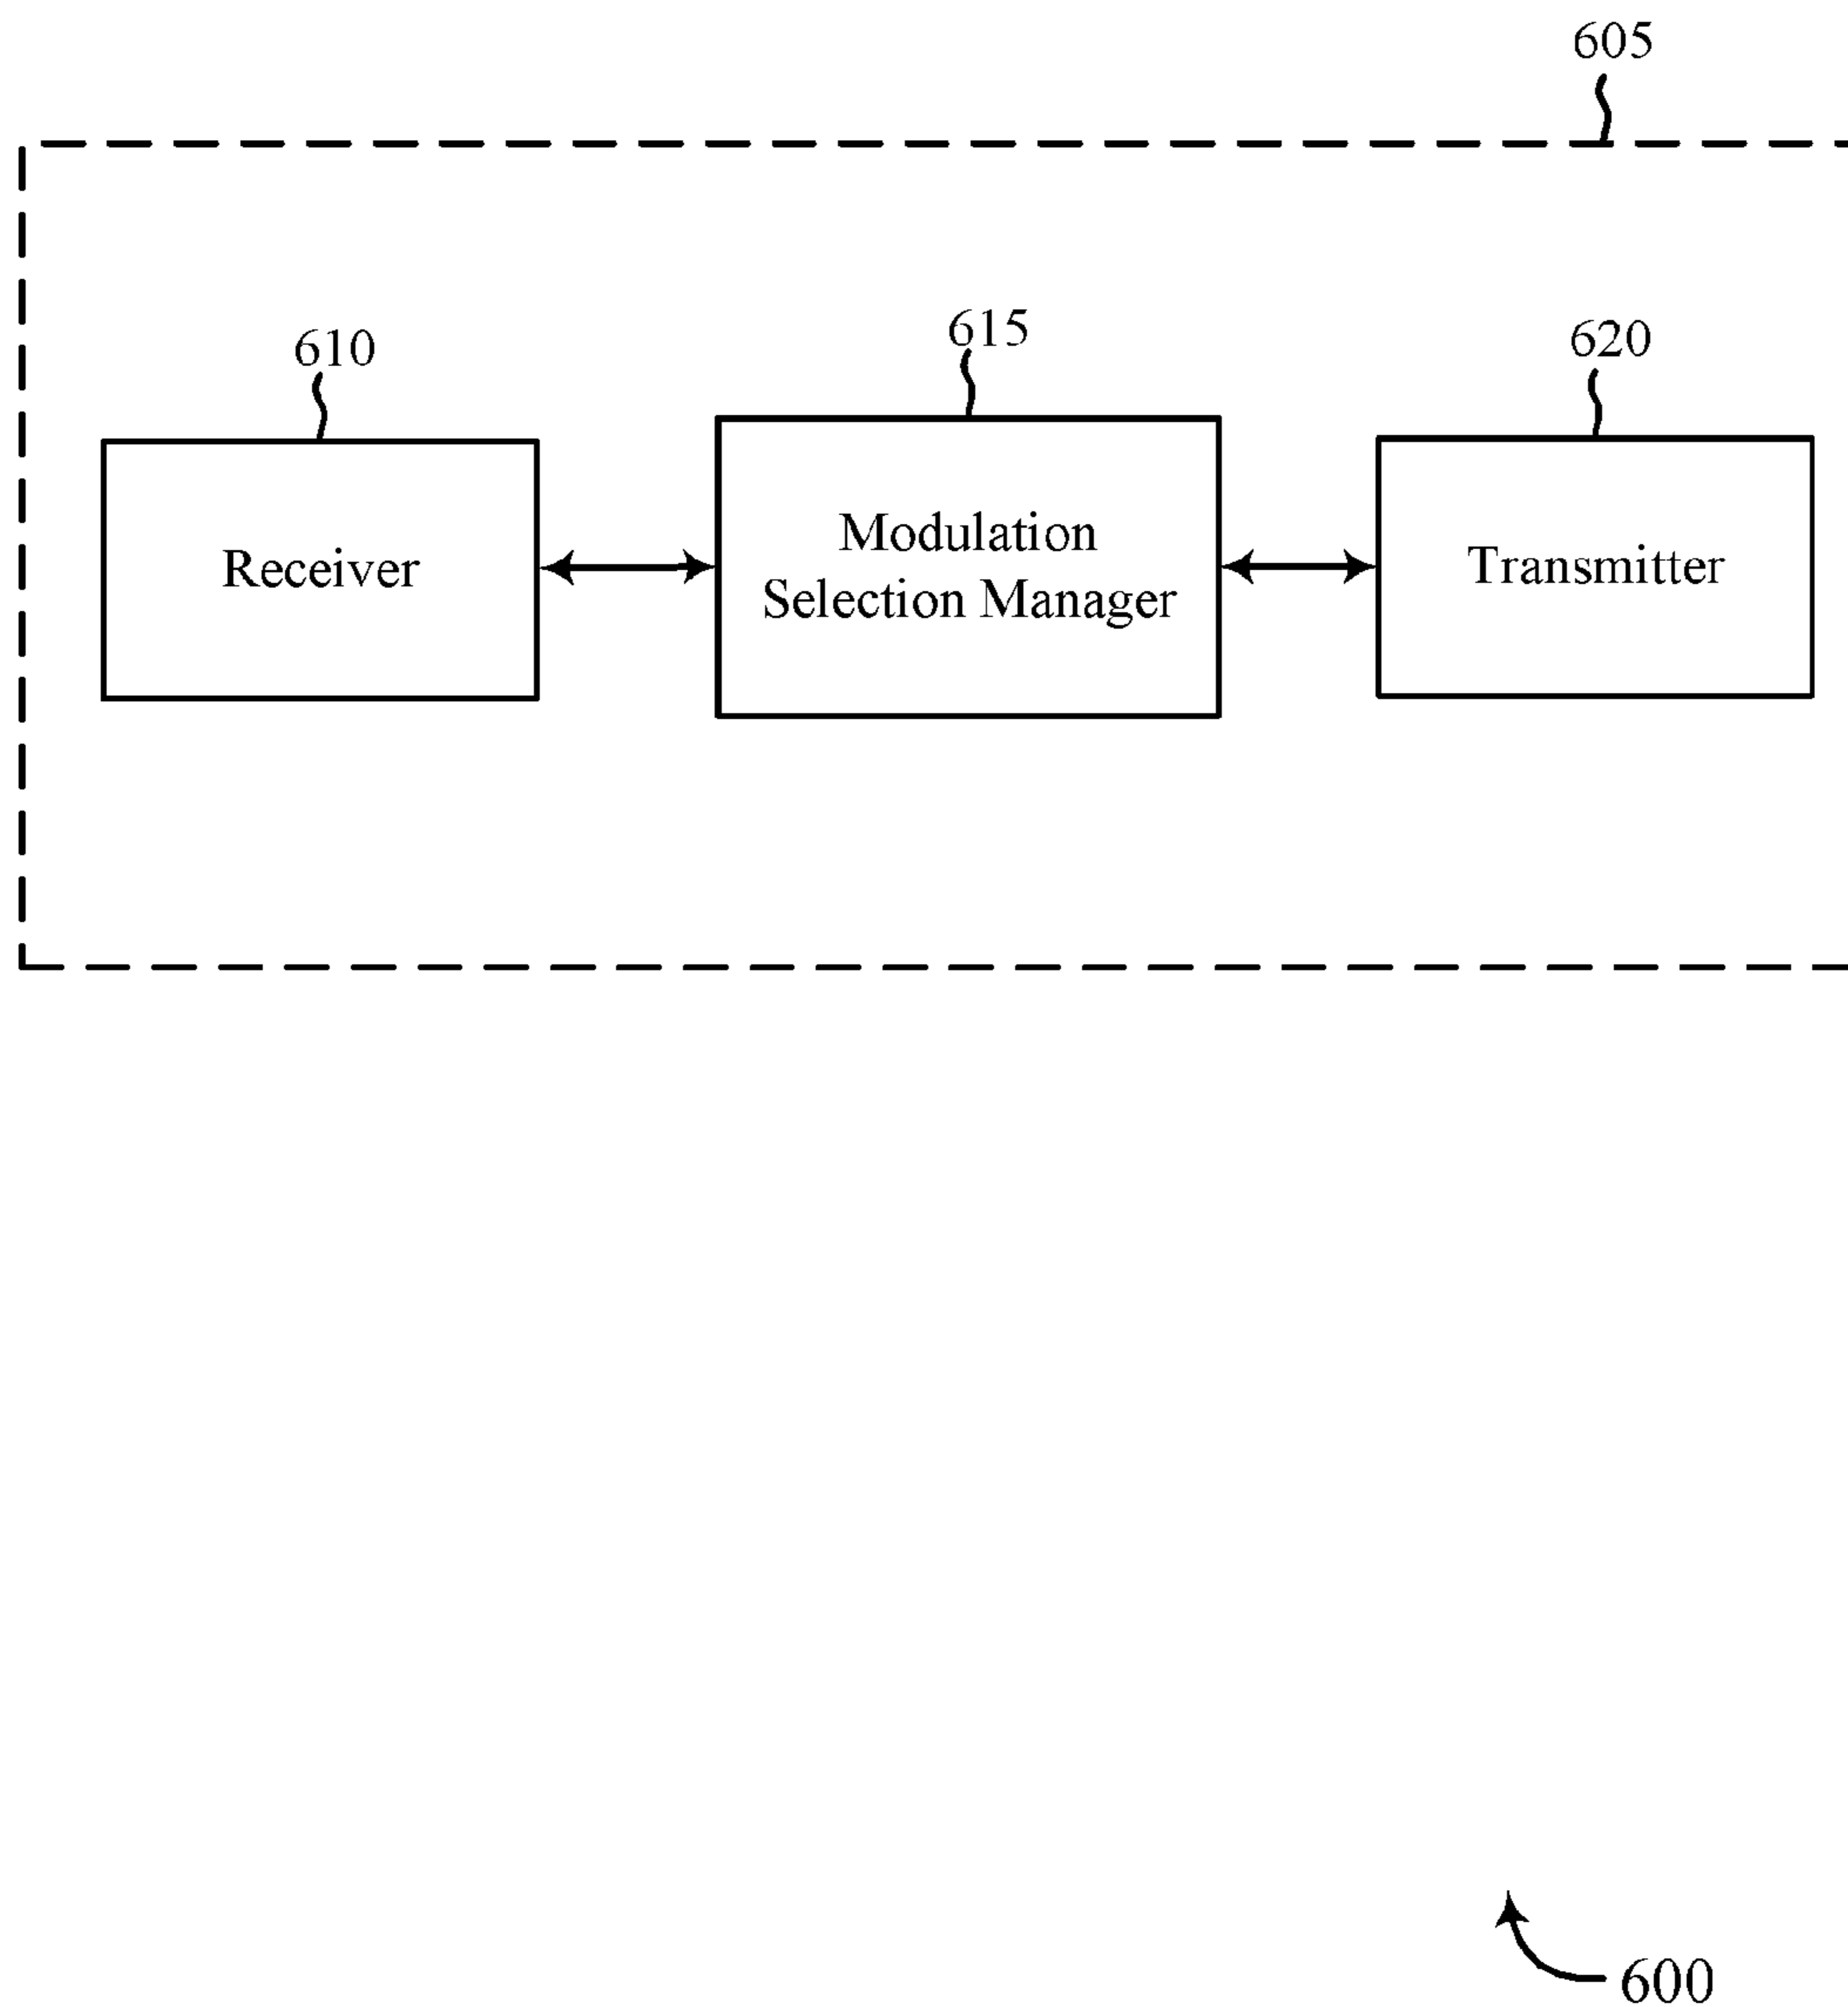 605
610
615
620
Receiver
Modulation
Selection Manager
Transmitter
600